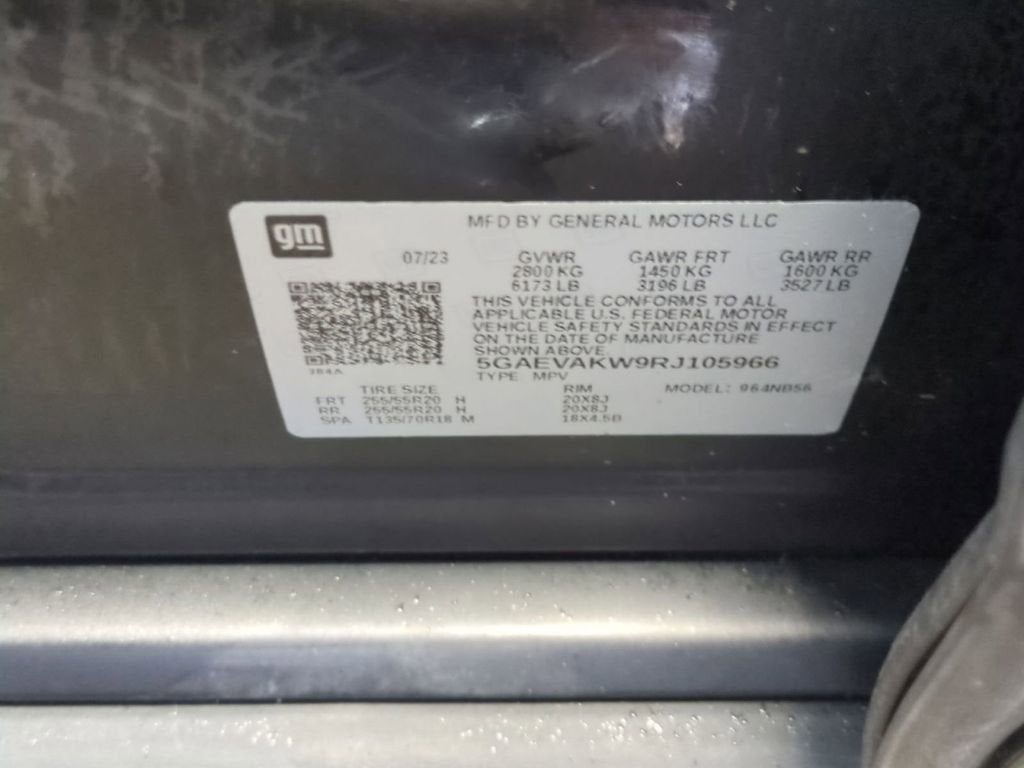 gm
MFD BY GENERAL MOTORS LLC
07/23 GVWR GAWR FRT GAWR RR
2800 KG 1450 KG 1600 KG
6173 LB 3196 LB 3527 LB
THIS VEHICLE CONFORMS TO ALL
APPLICABLE U.S. FEDERAL MOTOR
VEHICLE SAFETY STANDARDS IN EFFECT
ON THE DATE OF MANUFACTURE
SHOWN ABOVE
5GAEVAKW9RJ105966
TYPE MPV
TIRE SIZE RIM MODEL: 964NB56
FRT 255/55R20 H 20X8J
RR 255/55R20 H 20X8J
SPA T135/70R18 M 18X4.5B